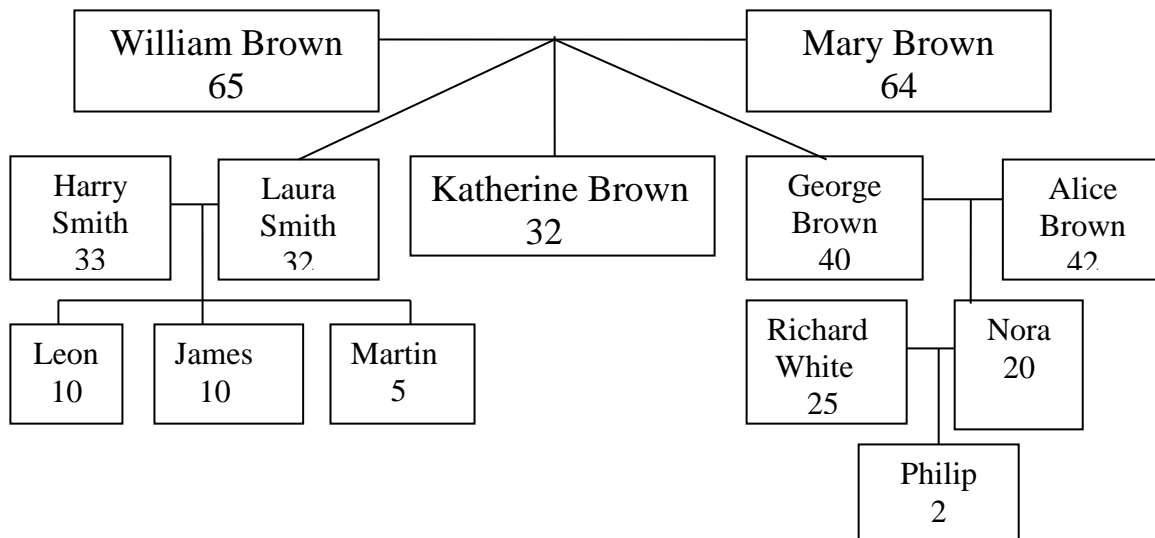 William Brown
65
Mary Brown
64
Harry
Smith
33
Laura
Smith
32
Katherine Brown
32
George
Brown
40
Alice
Brown
42
Leon
10
James
10
Martin
5
Richard
White
25
Nora
20
Philip
2